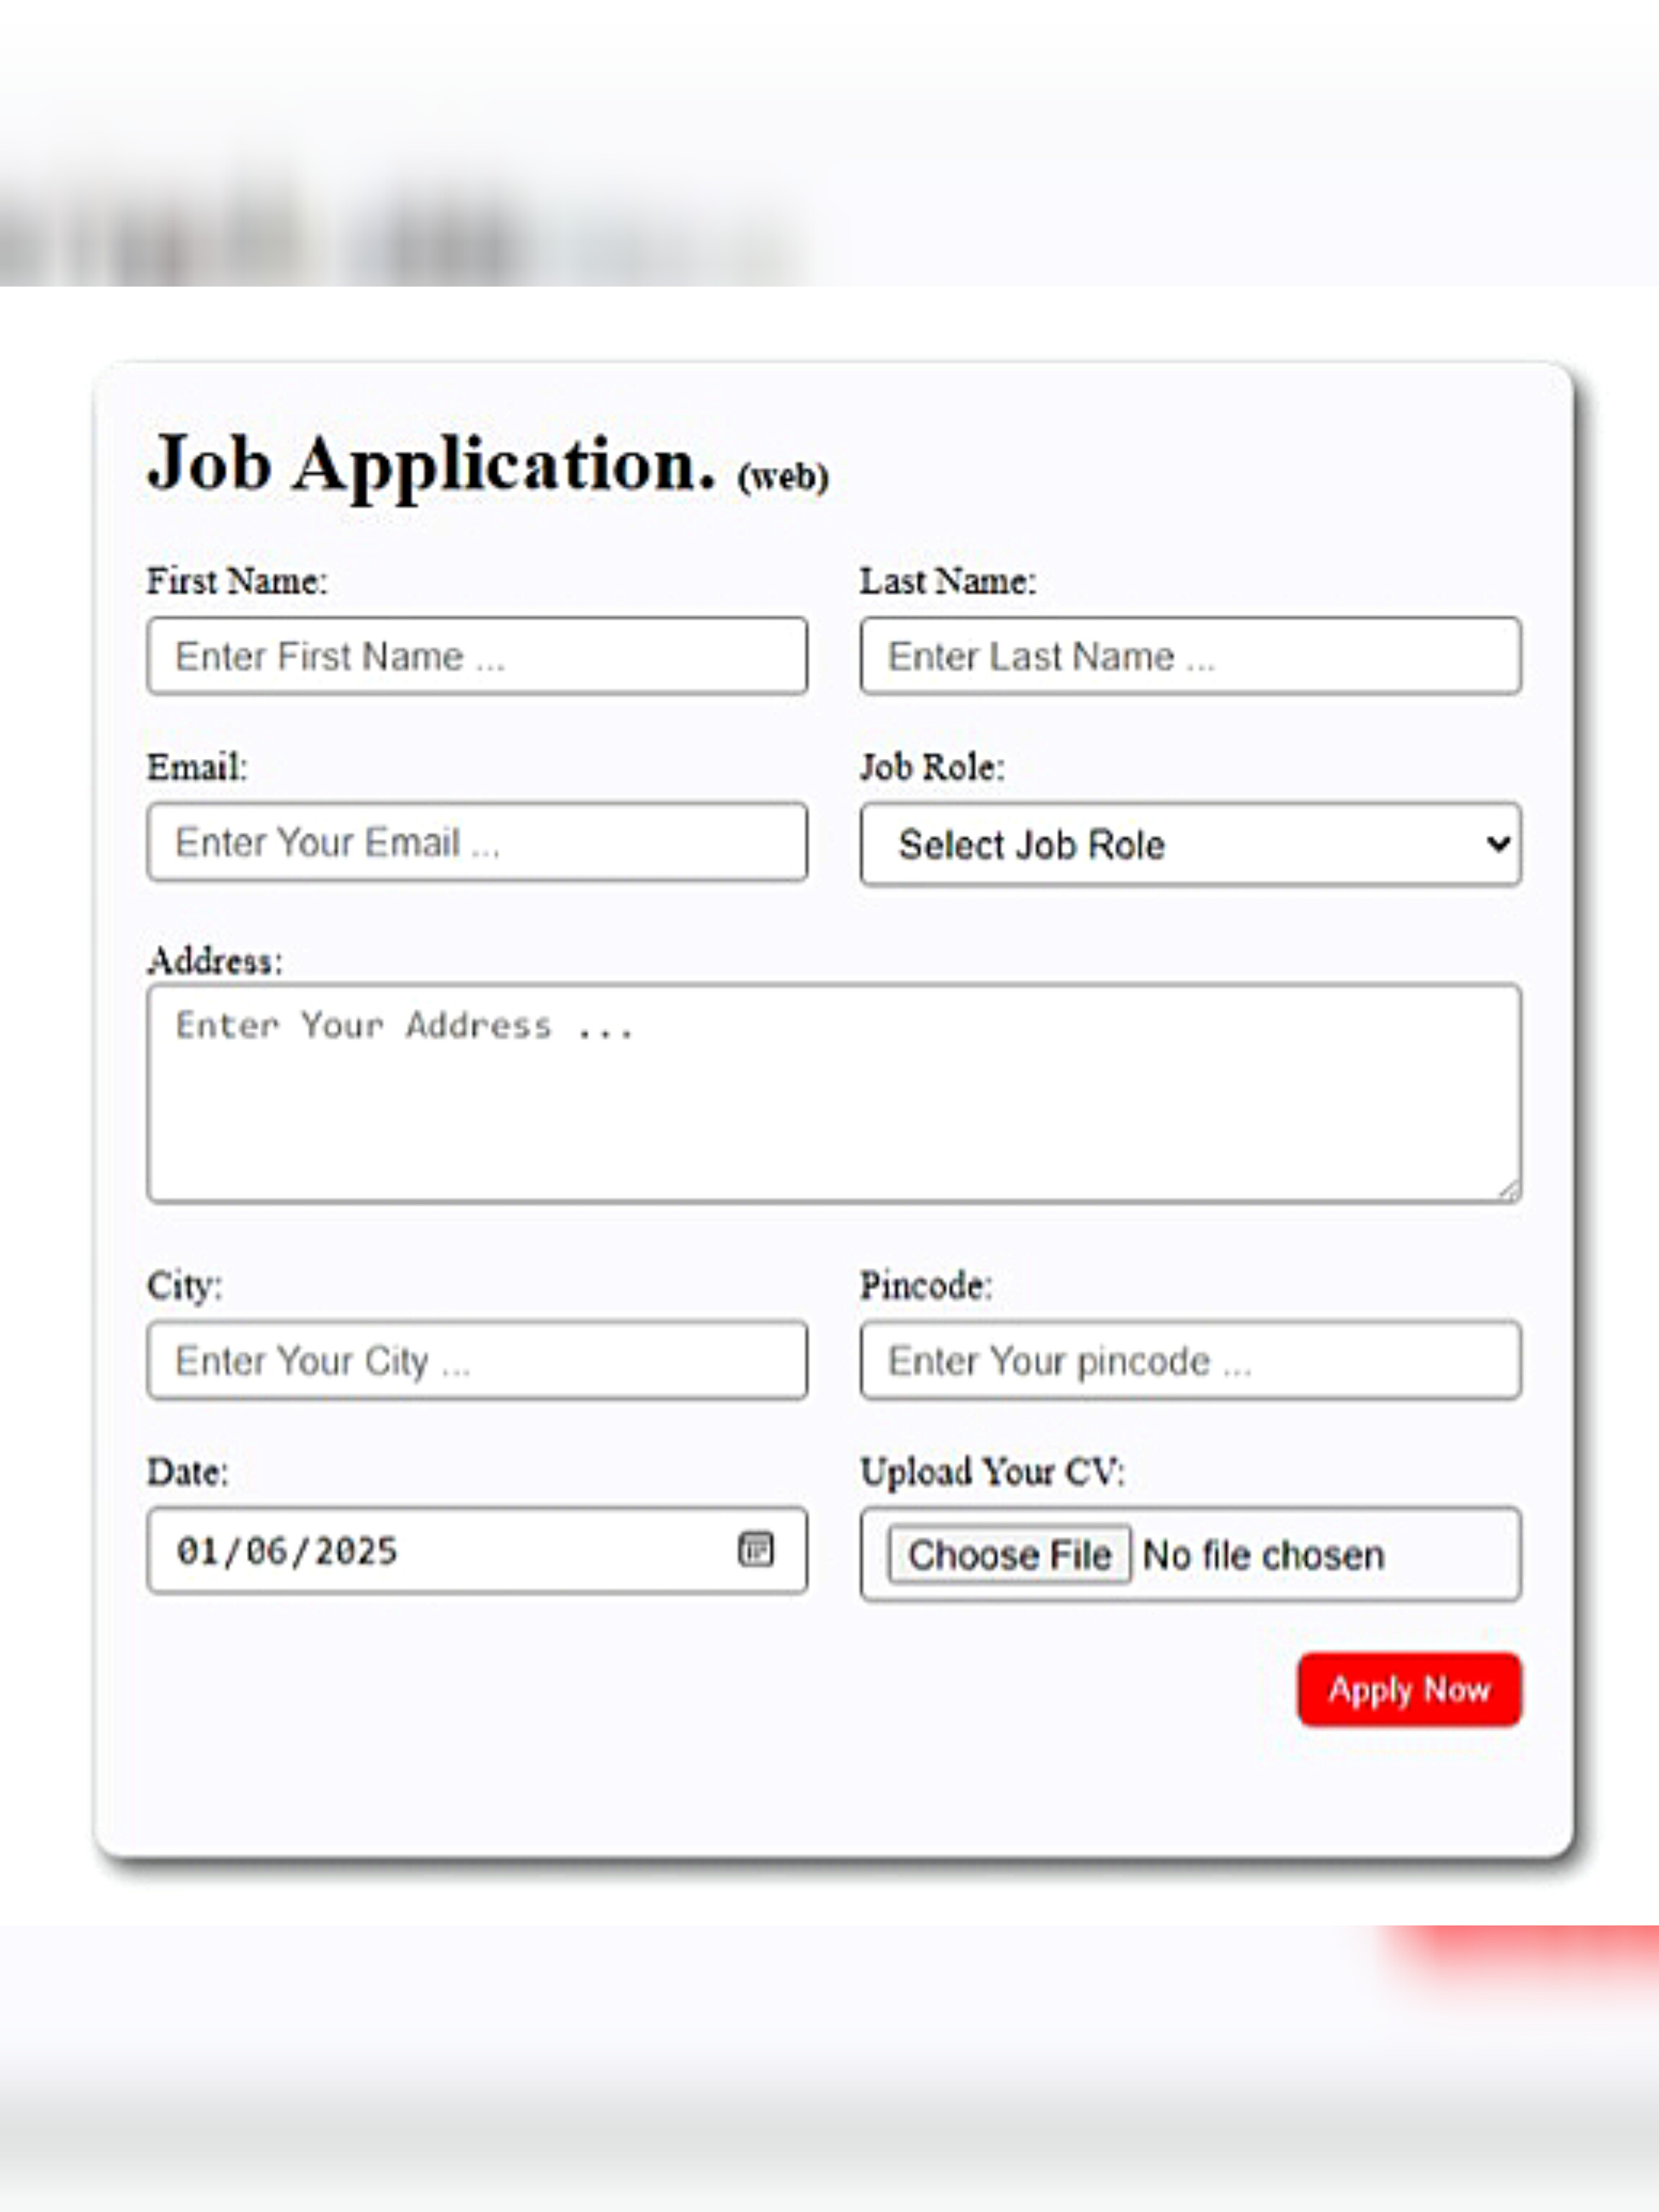 Job Application. (web)
First Name: Last Name:
Enter First Name ... Enter Last Name ...
Email: Job Role:
Enter Your Email ... Select Job Role
Address:
Enter Your Address ...
City: Pincode:
Enter Your City ... Enter Your pincode ...
Date: Upload Your CV:
01/06/2025 Choose File No file chosen
Apply Now